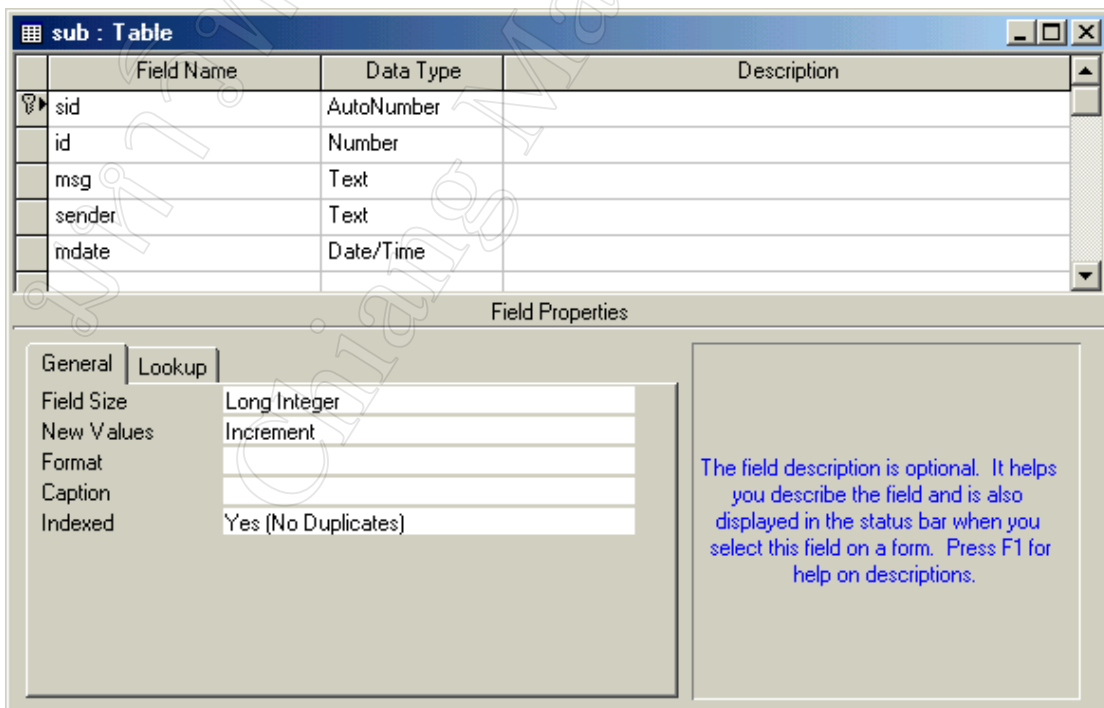 sub : Table
Field Name Data Type Description
sid AutoNumber
id Number
msg Text
sender Text
mdate Date/Time
Field Properties
General Lookup
Field Size Long Integer
New Values Increment
Format
Caption
Indexed Yes (No Duplicates)
The field description is optional. It helps
you describe the field and is also
displayed in the status bar when you
select this field on a form. Press F1 for
help on descriptions.
Chiang Ma